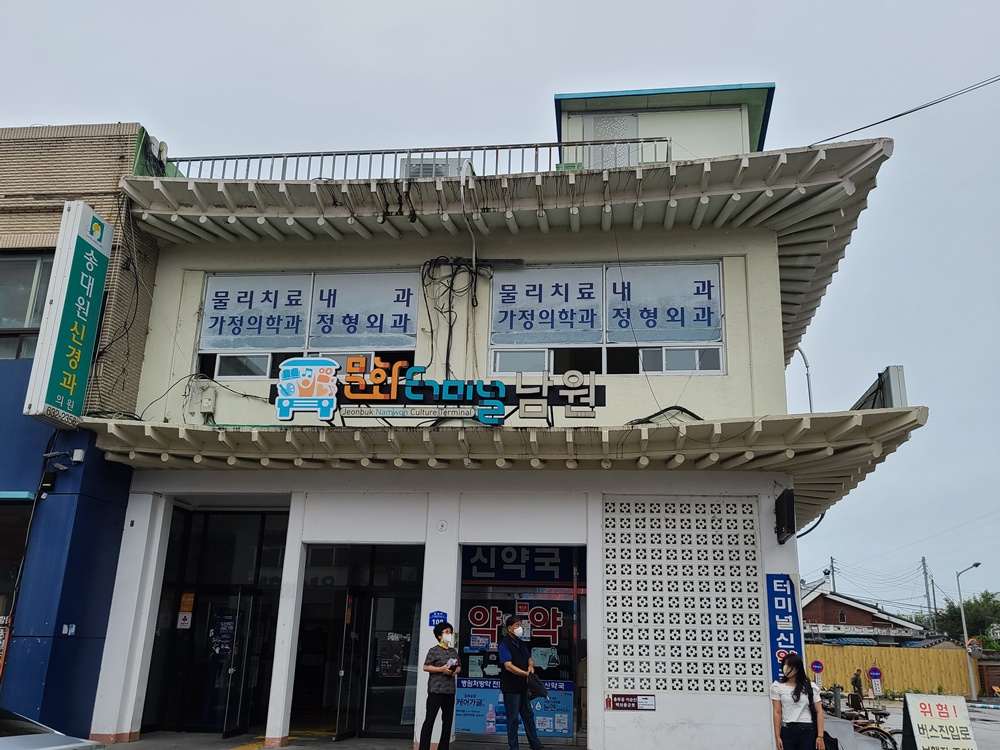 송대원신경과
의원
물리치료 내 과
가정의학과 정형외과
물리치료 내 과
가정의학과 정형외과
문화터미널 남원
Jeonbuk Namwon Culture Terminal
신약국
약 약
109
터미널신약
위험!
버스진입로